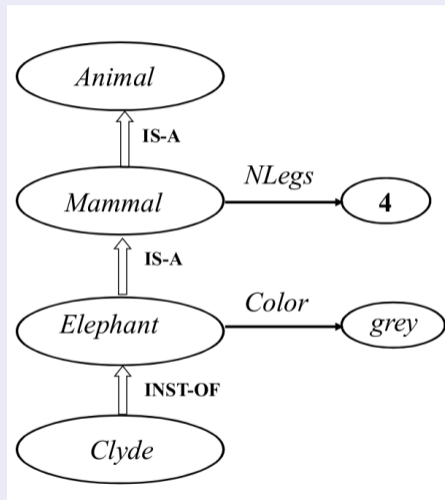 Animal
IS-A
NLegs
Mammal
4
IS-A
Color
Elephant
grey
INST-OF
Clyde